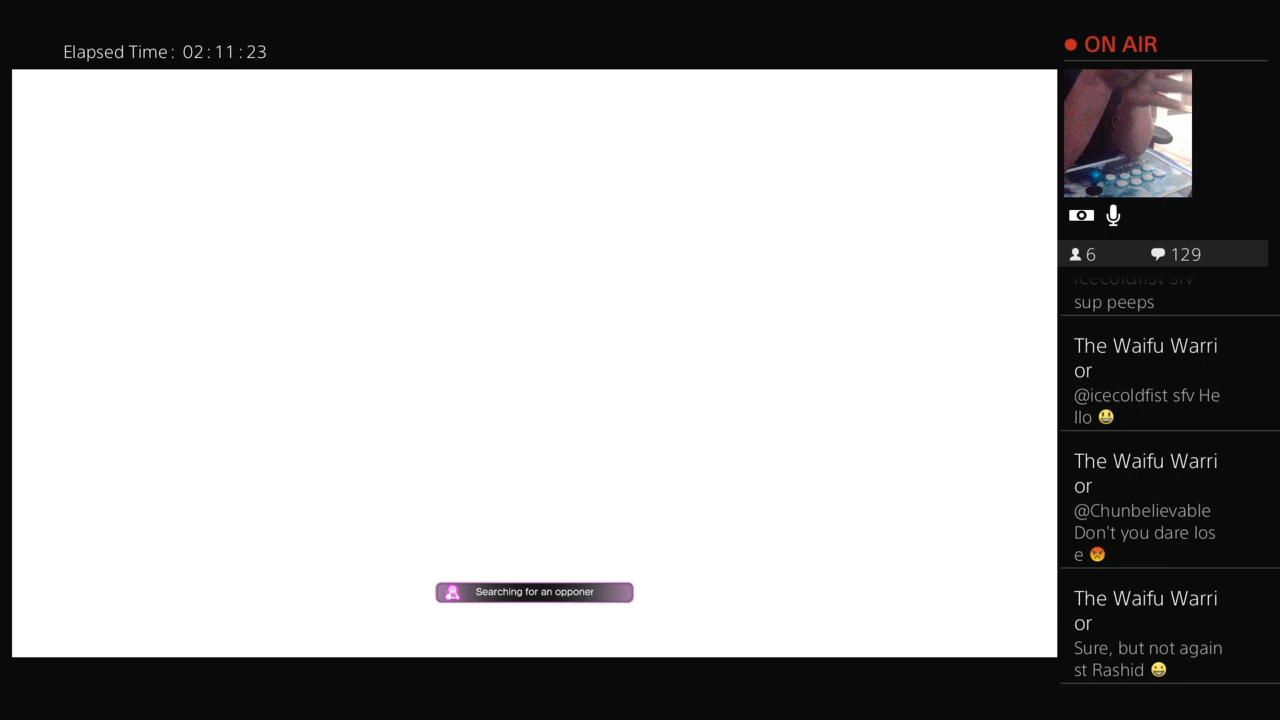 Elapsed Time: 02:11:23
ON AIR
6 129
icecoldfist sfv
sup peeps
The Waifu Warri
or
@icecoldfist sfv He
llo 😃
The Waifu Warri
or
@Chunbelievable
Don't you dare los
e 😡
The Waifu Warri
or
Sure, but not again
st Rashid 😀
Searching for an opponer